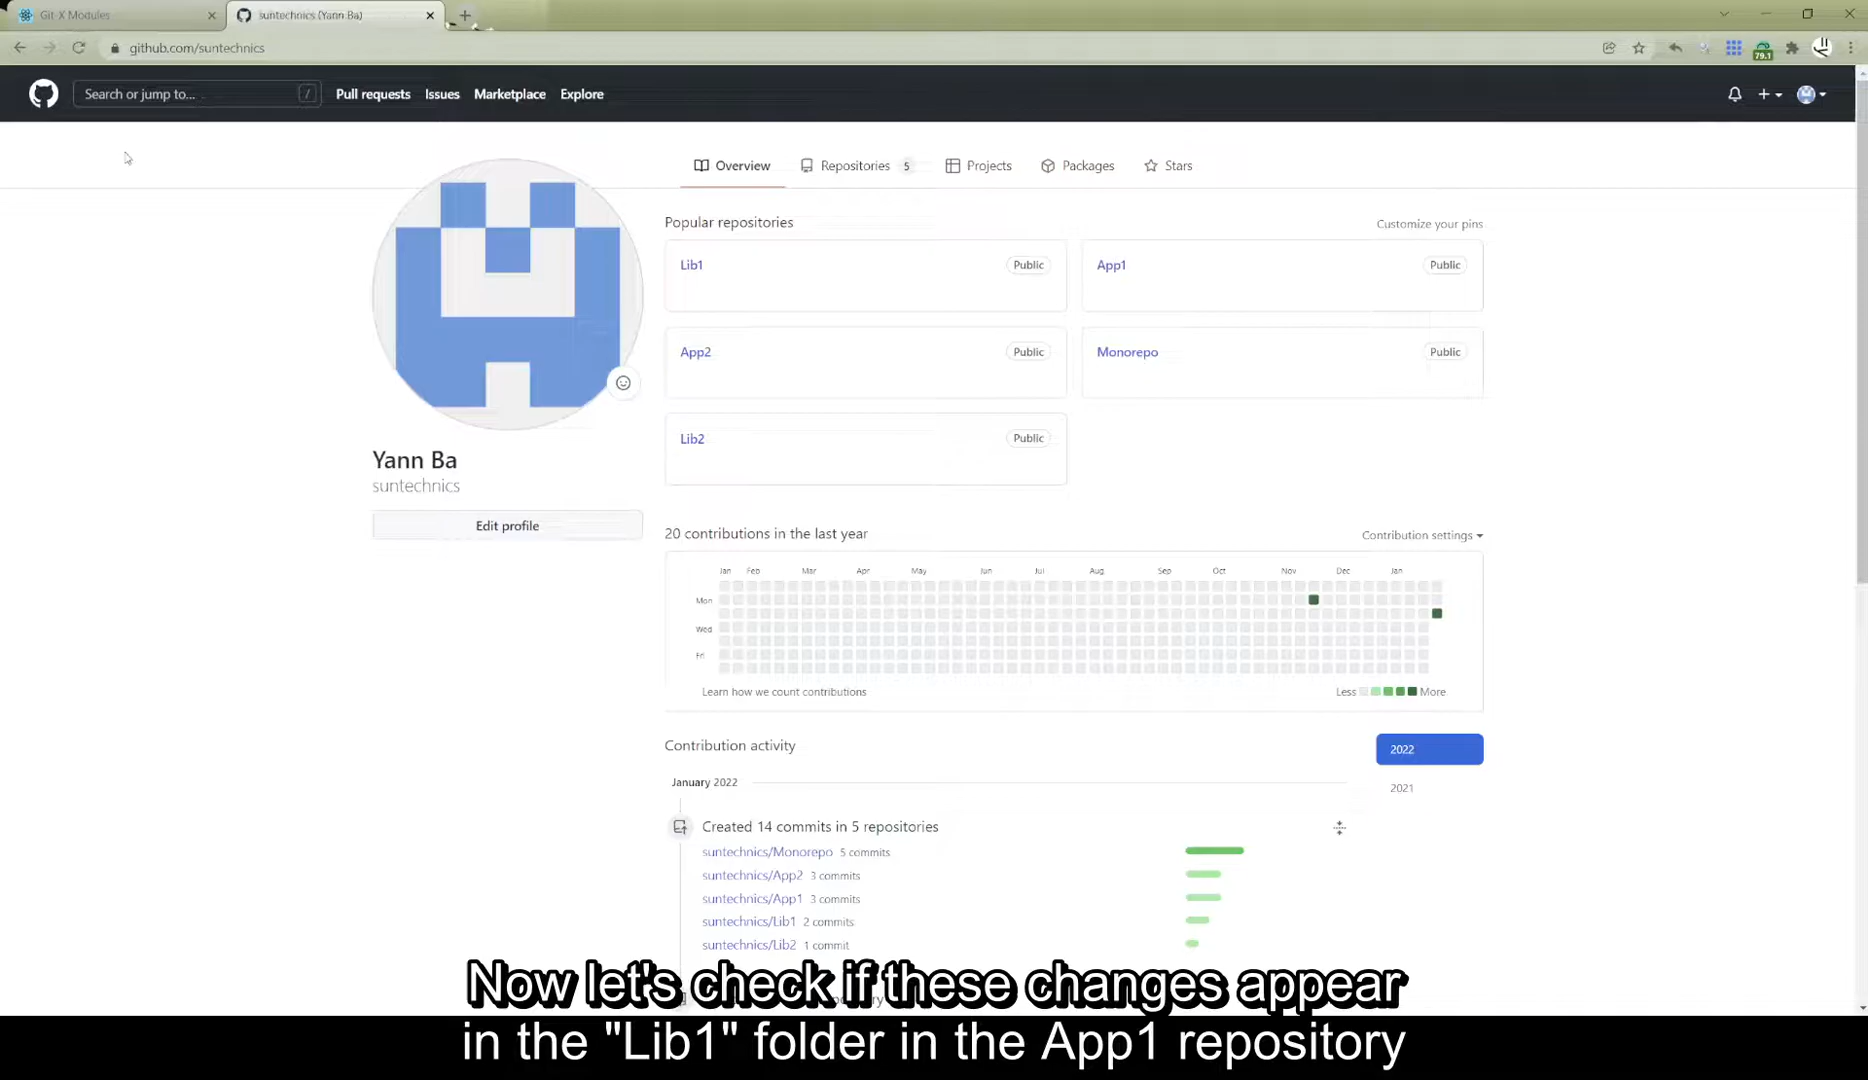 Git X Modules
suntechnics (Yann Ba)
github.com/suntechnics
79.1
Search or jump to... /
Pull requests
Issues
Marketplace
Explore
Overview
Repositories 5
Projects
Packages
Stars
Popular repositories
Customize your pins
Lib1
Public
App1
Public
App2
Public
Monorepo
Public
Lib2
Public
Yann Ba
suntechnics
Edit profile
20 contributions in the last year
Contribution settings
Jan Feb Mar Apr May Jun Jul Aug Sep Oct Nov Dec Jan
Mon
Wed
Fri
Learn how we count contributions
Less More
Contribution activity
2022
2021
January 2022
Created 14 commits in 5 repositories
suntechnics/Monorepo 5 commits
suntechnics/App2 3 commits
suntechnics/App1 3 commits
suntechnics/Lib1 2 commits
suntechnics/Lib2 1 commit
Now let's check if these changes appear
in the "Lib1" folder in the App1 repository